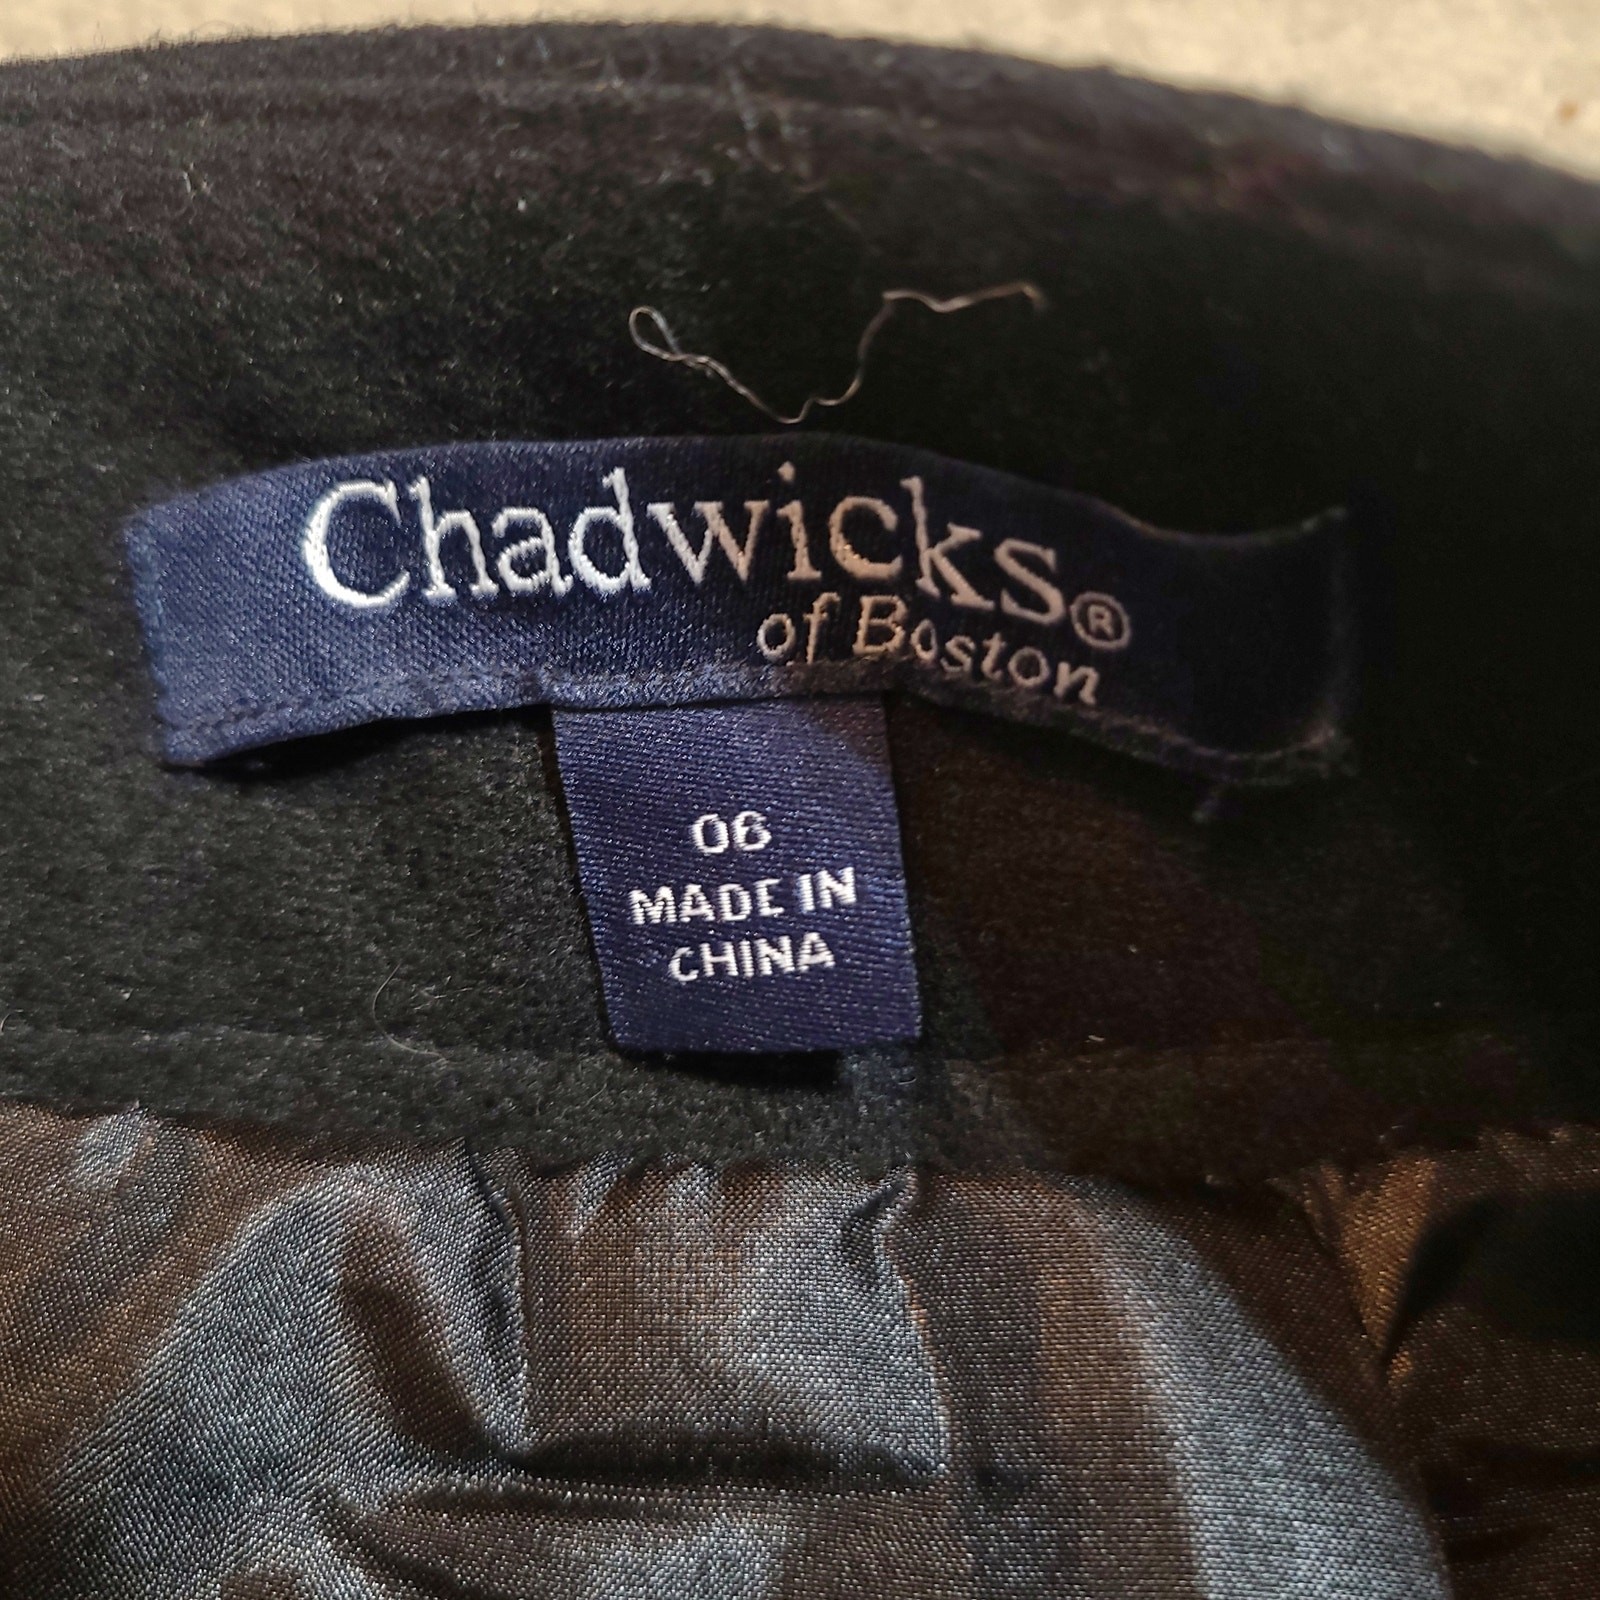 Chadwicks®
of Boston
06
MADE IN
CHINA